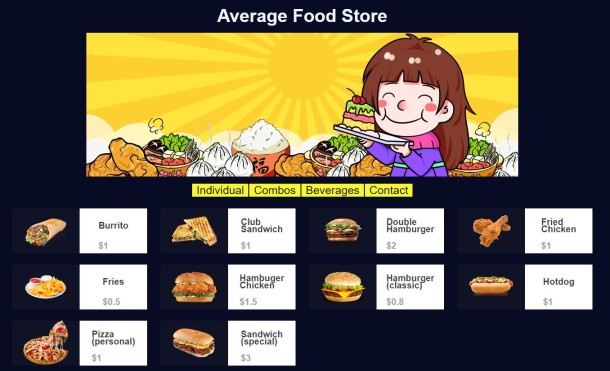 Average Food Store
福
Individual Combos Beverages Contact
Burrito
$1
Club
Sandwich
$1
Double
Hamburger
$2
Fried
Chicken
$1
Fries
$0.5
Hambuger
Chicken
$1.5
Hamburger
(classic)
$0.8
Hotdog
$1
Pizza
(personal)
$1
Sandwich
(special)
$3